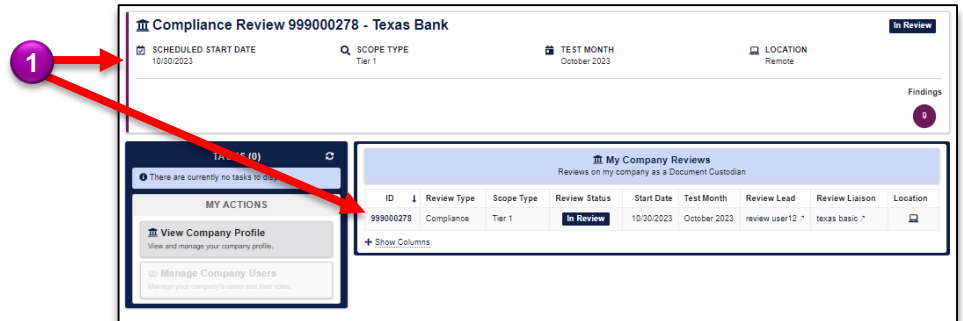 Compliance Review 999000278 - Texas Bank
In Review
SCHEDULED START DATE
10/30/2023
SCOPE TYPE
Tier 1
TEST MONTH
October 2023
LOCATION
Remote
Findings
1
TASKS (0)
There are currently no tasks to
MY ACTIONS
View Company Profile
View and manage your company profile.
Manage Company Users
Manage your company's users and their roles.
My Company Reviews
Reviews on my company as a Document Custodian
ID Review Type Scope Type Review Status Start Date Test Month Review Lead Review Liaison Location
999000278 Compliance Tier 1 In Review 10/30/2023 October 2023 review user12 texas basic
+ Show Columns